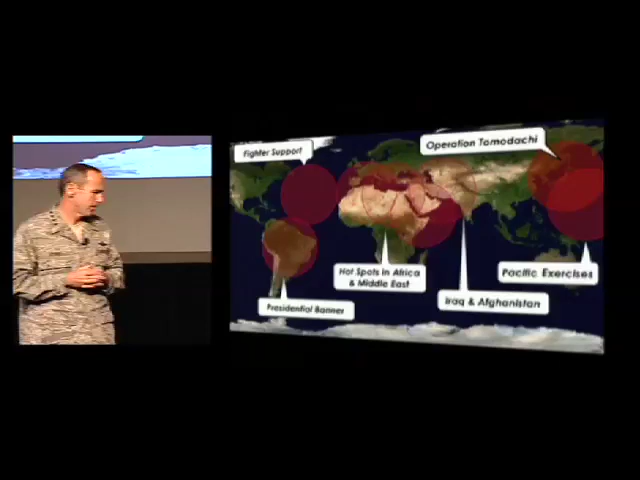 Fighter Support
Operation Tomodachi
Hot Spots in Africa
& Middle East
Pacific Exercises
Iraq & Afghanistan
Presidential Banner